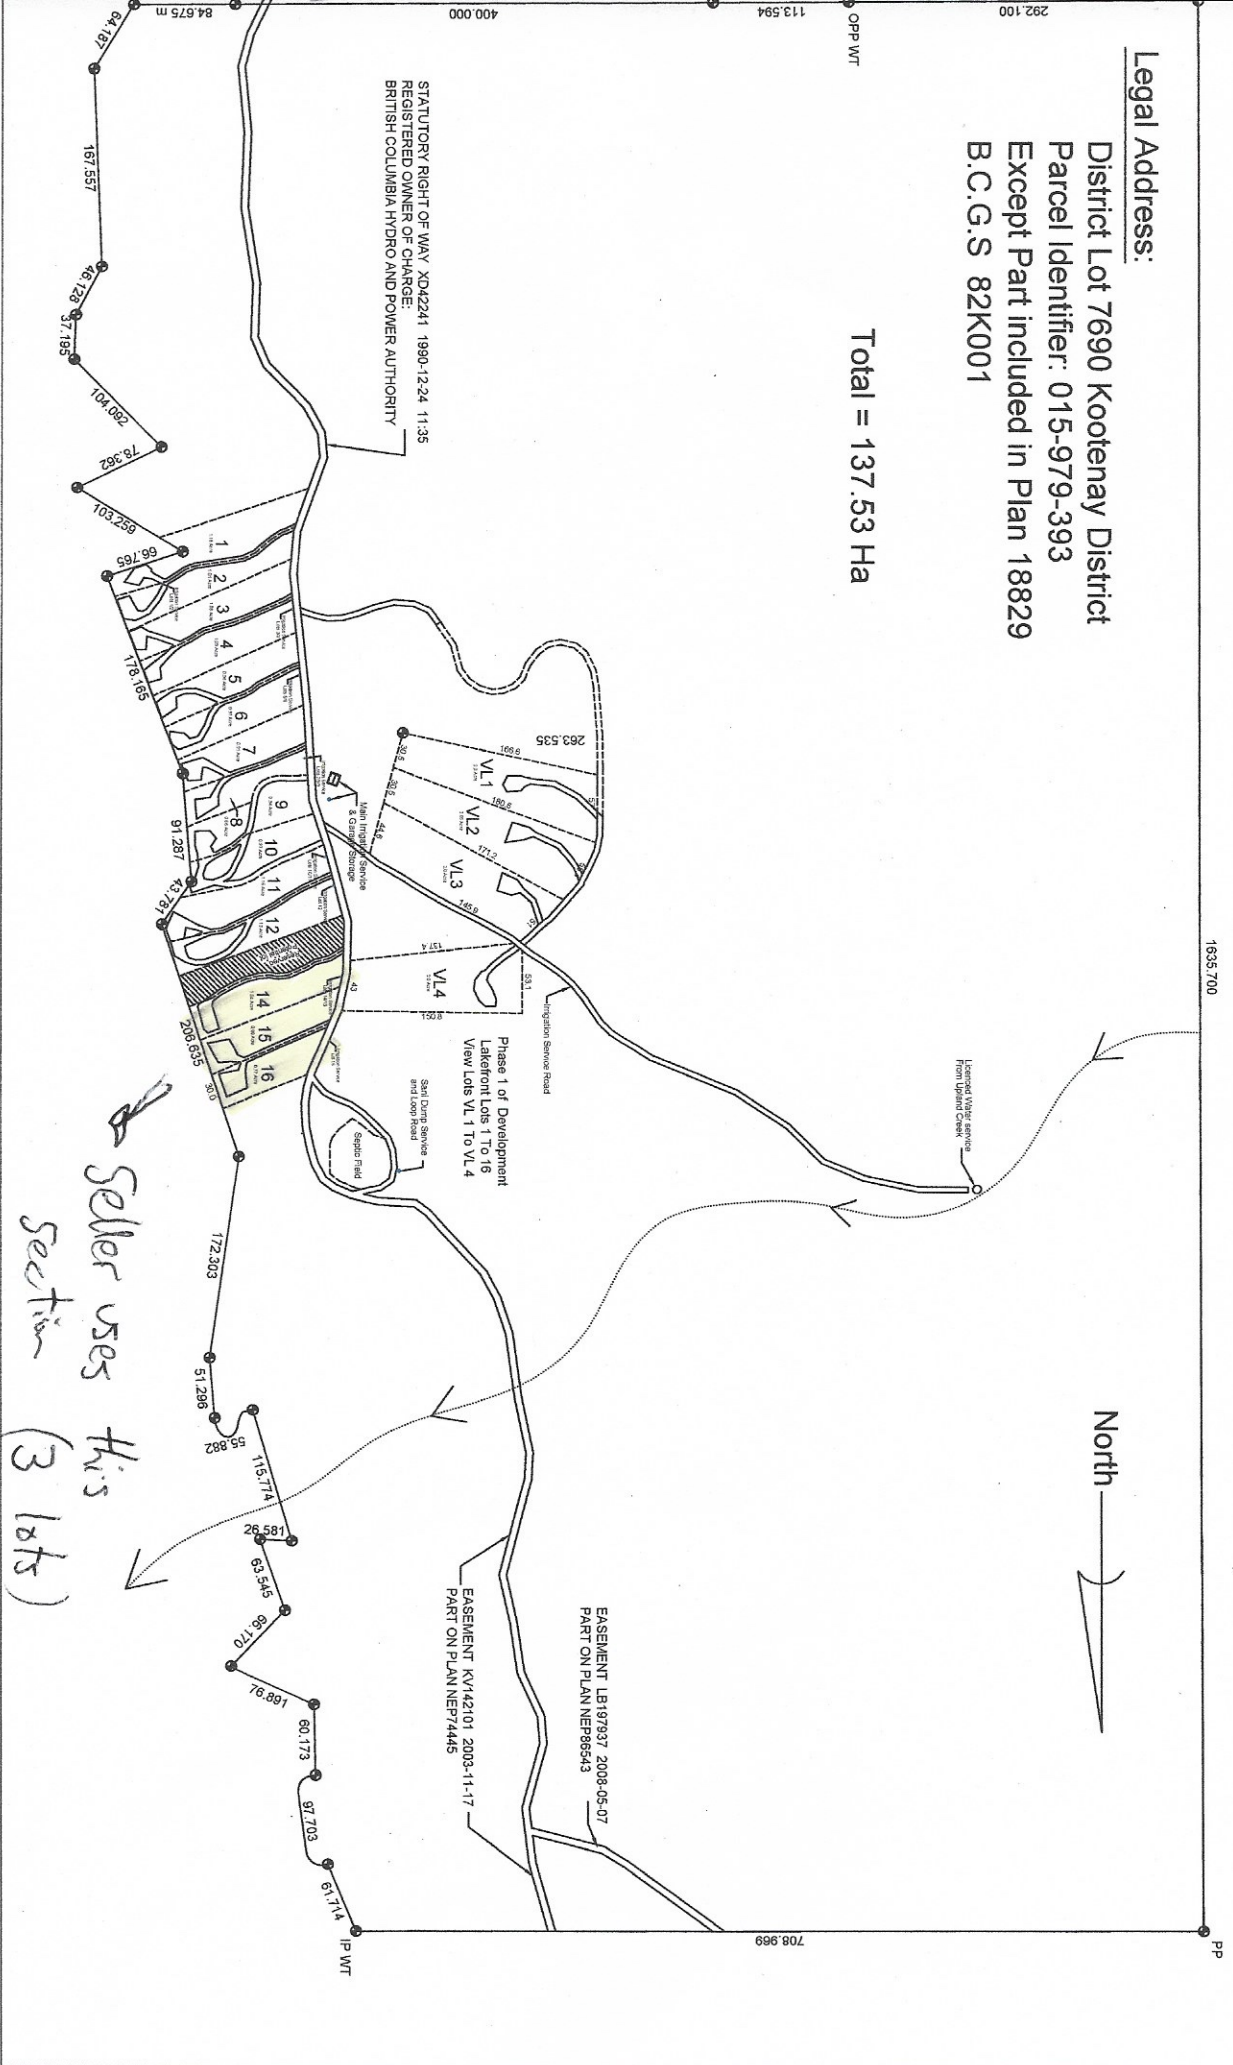 Legal Address:
District Lot 7690 Kootenay District
Parcel Identifier: 015-979-393
Except Part included in Plan 18829
B.C.G.S 82K001
Total = 137.53 Ha
North
1635.700
PP
292.100
OPP WT
113.594
400.000
84.675 m
708.969
IP WT
STATUTORY RIGHT OF WAY XD42241 1990-12-24 11:35
REGISTERED OWNER OF CHARGE:
BRITISH COLUMBIA HYDRO AND POWER AUTHORITY
Licenced Water service
From Upland Creek
Irrigation Service Road
EASEMENT LB197937 2008-05-07
PART ON PLAN NEP86543
EASEMENT KV142101 2003-11-17
PART ON PLAN NEP74445
Phase 1 of Development
Lakefront Lots 1 To 16
View Lots VL 1 To VL 4
Sani Dump Service
and Loop Road
Septic Field
Main Irrigation Service
& Garage Storage
263.535
166.6
VL1
180.6
VL2
171.2
VL3
145.9
VL4
137.4
53.1
150.8
43
30.5
30.5
44.6
1
2
3
4
5
6
7
8
9
10
11
12
14
15
16
64.187
167.557
46.128
37.195
104.092
78.362
103.259
66.765
178.165
91.287
43.781
206.635
30.0
172.303
51.296
55.882
115.774
26.581
63.545
66.170
76.891
60.173
97.703
61.714
Seller uses this
section (3 lots)